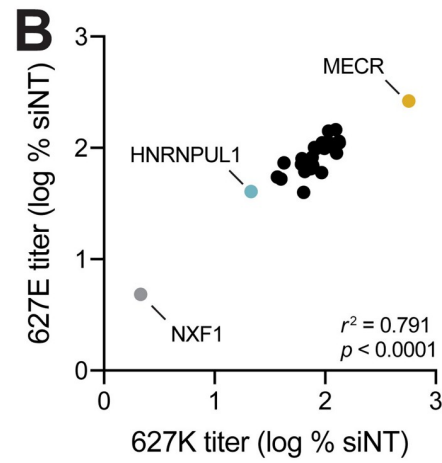 B
3
2
1
0
0
1
2
3
627E titer (log % siNT)
627K titer (log % siNT)
MECR
HNRNPUL1
NXF1
r² = 0.791
p < 0.0001